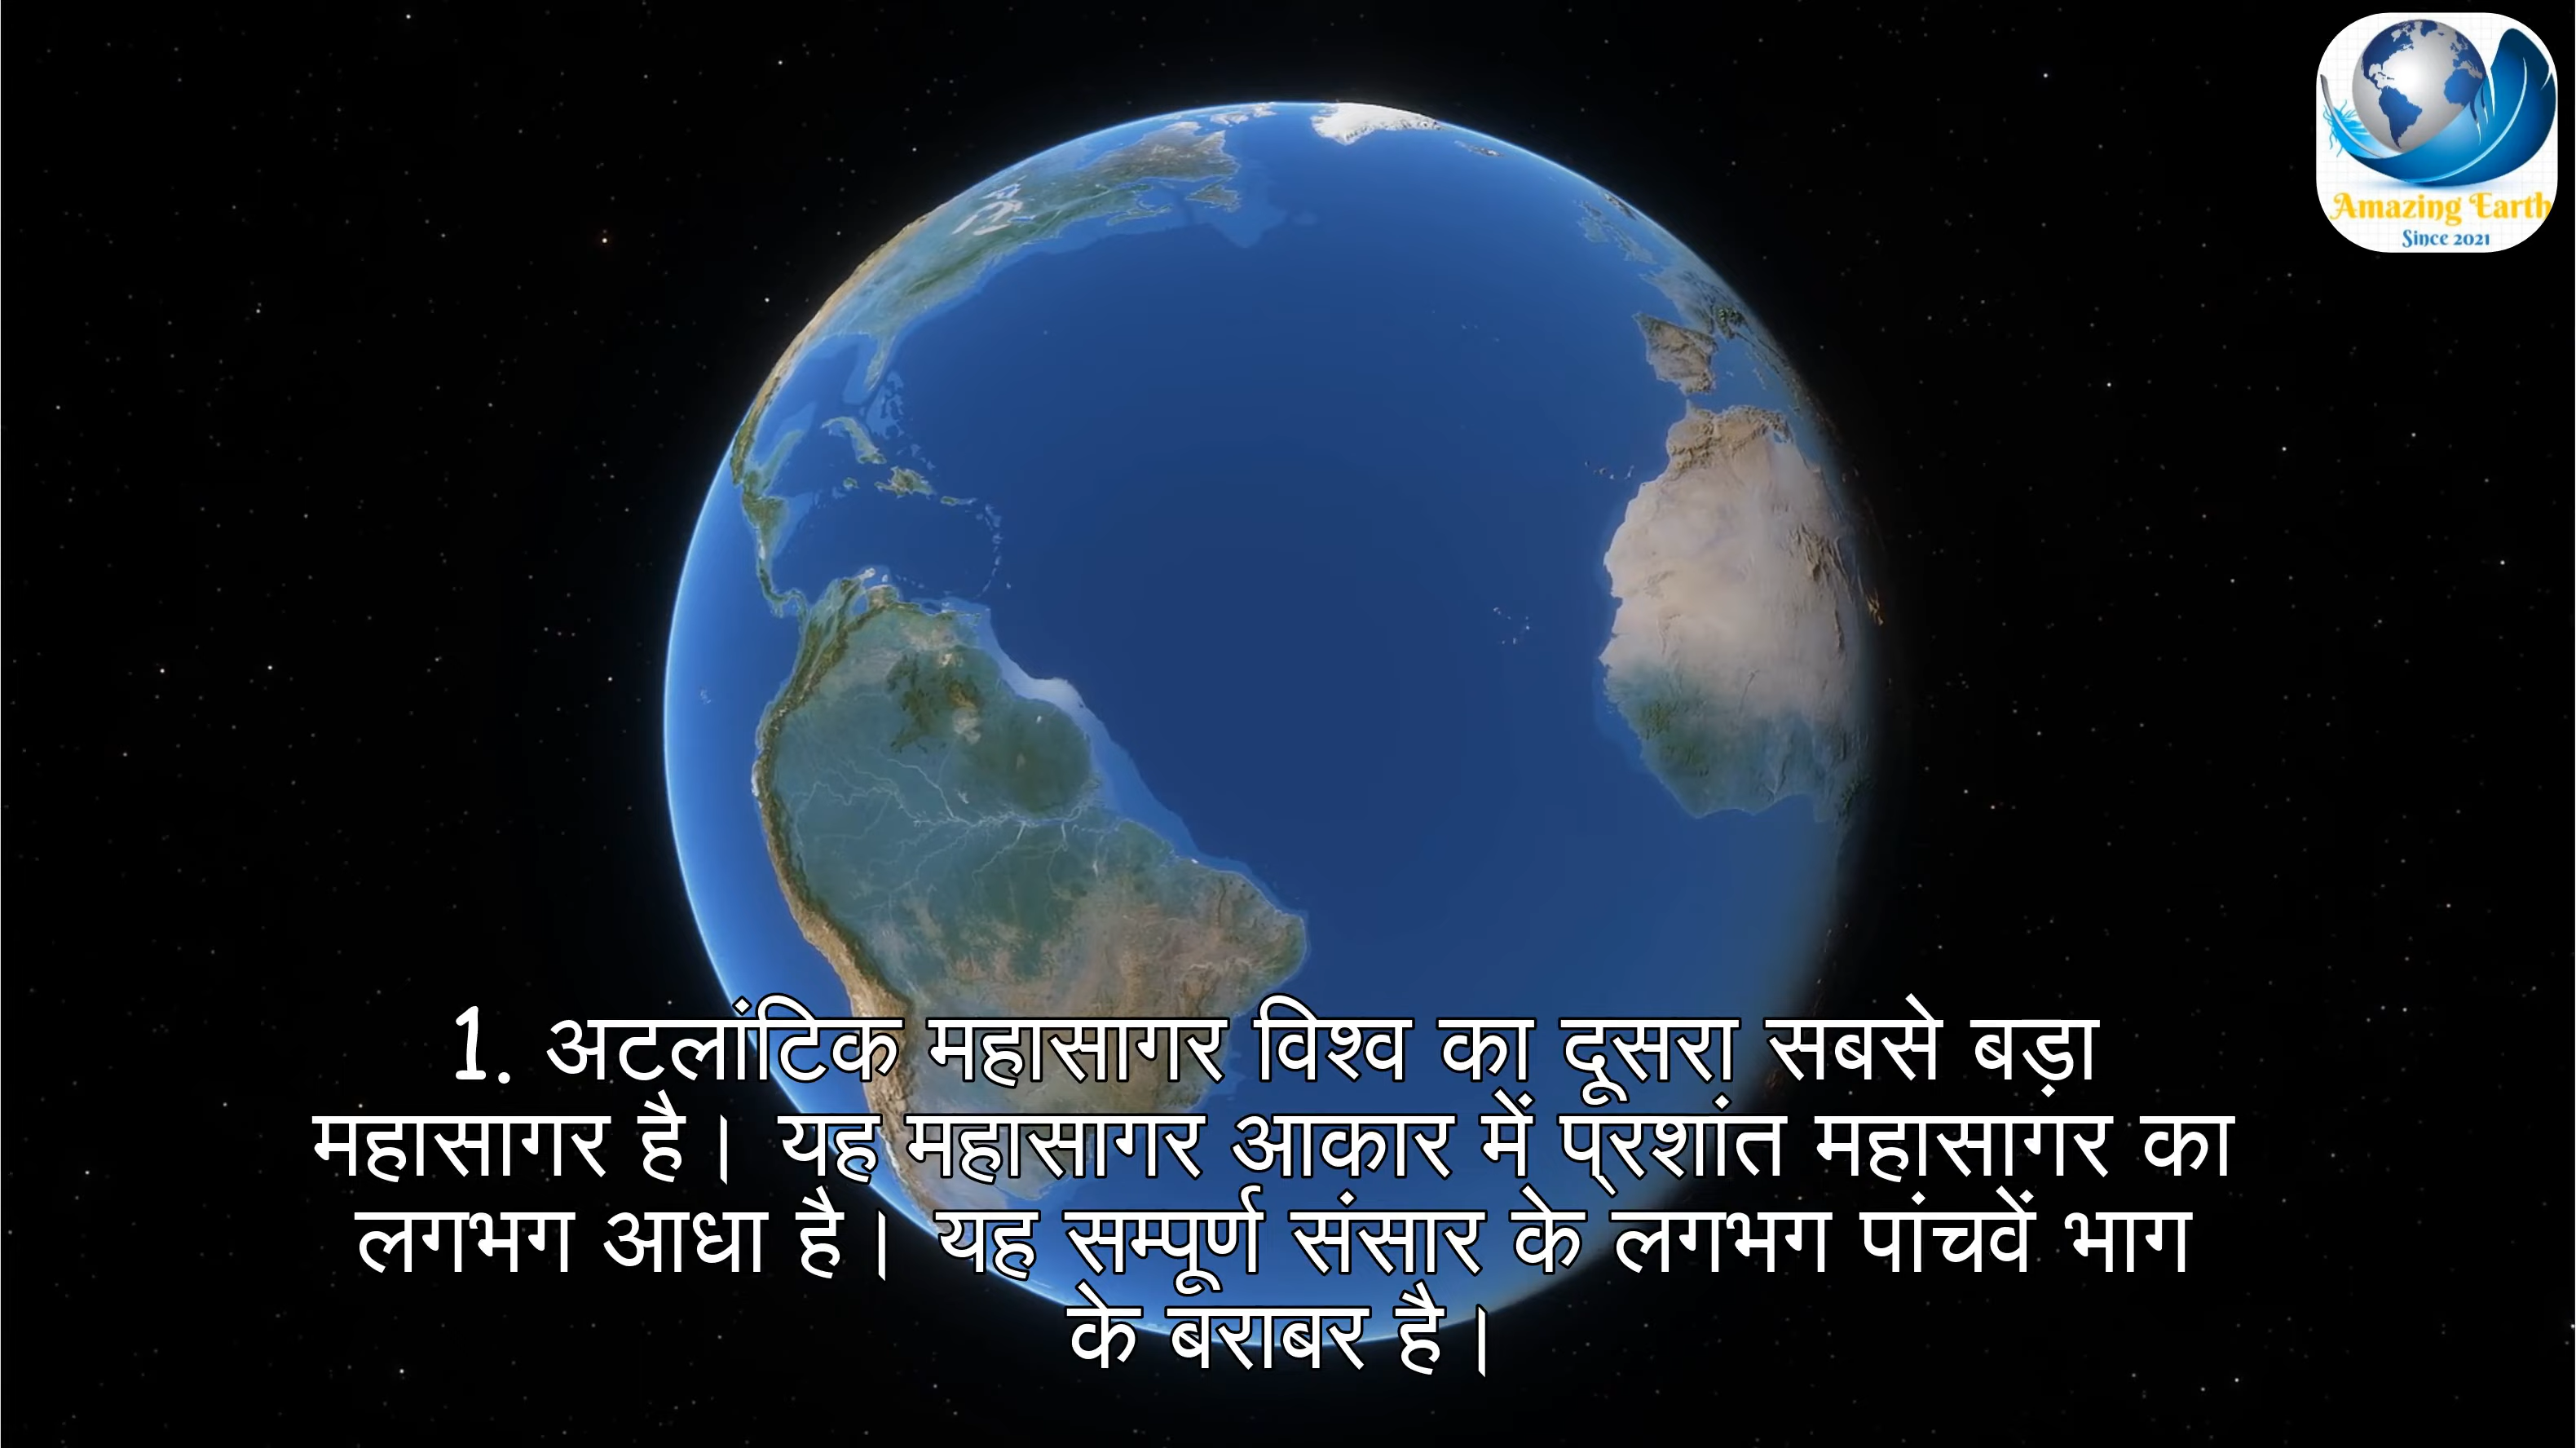 Amazing Earth
Since 2021
1. अटलांटिक महासागर विश्व का दूसरा सबसे बड़ा
महासागर है। यह महासागर आकार में प्रशांत महासागर का
लगभग आधा है। यह सम्पूर्ण संसार के लगभग पांचवें भाग
के बराबर है।